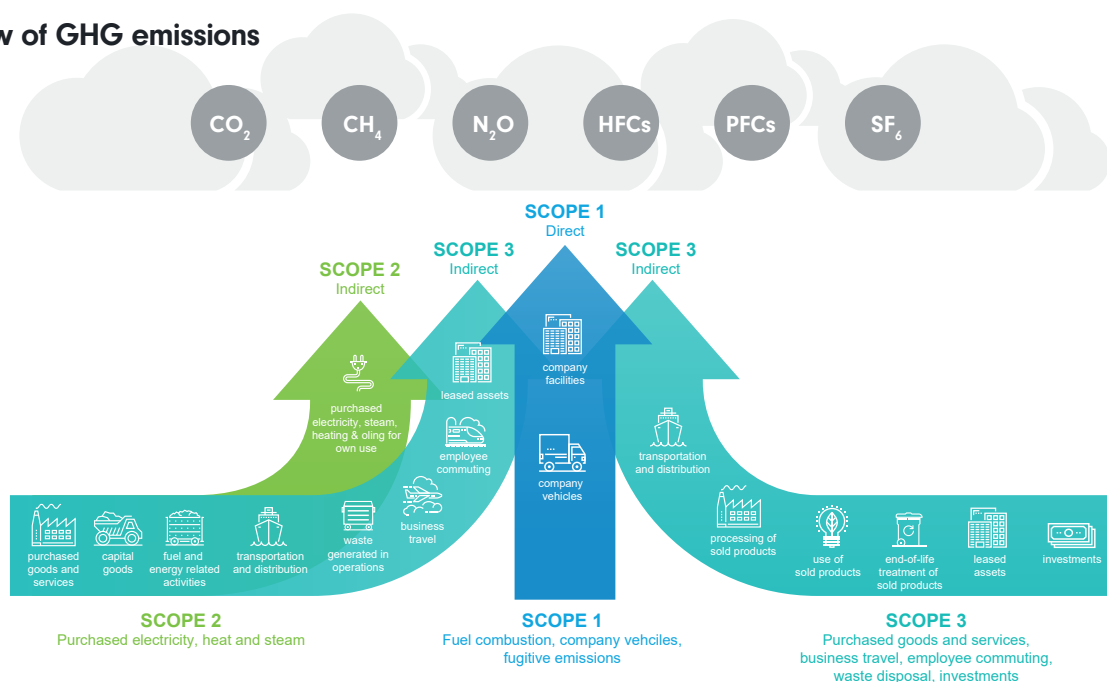 w of GHG emissions
CO2
CH4
N2O
HFCs
PFCs
SF6
SCOPE 1
Direct
SCOPE 3
Indirect
SCOPE 3
Indirect
SCOPE 2
Indirect
purchased
electricity, steam,
heating & oling for
own use
leased assets
employee
commuting
business
travel
company
facilities
company
vehicles
transportation
and distribution
purchased
goods and
services
capital
goods
fuel and
energy related
activities
transportation
and distribution
waste
generated in
operations
processing of
sold products
use of
sold products
end-of-life
treatment of
sold products
leased
assets
investments
SCOPE 2
Purchased electricity, heat and steam
SCOPE 1
Fuel combustion, company vehciles,
fugitive emissions
SCOPE 3
Purchased goods and services,
business travel, employee commuting,
waste disposal, investments